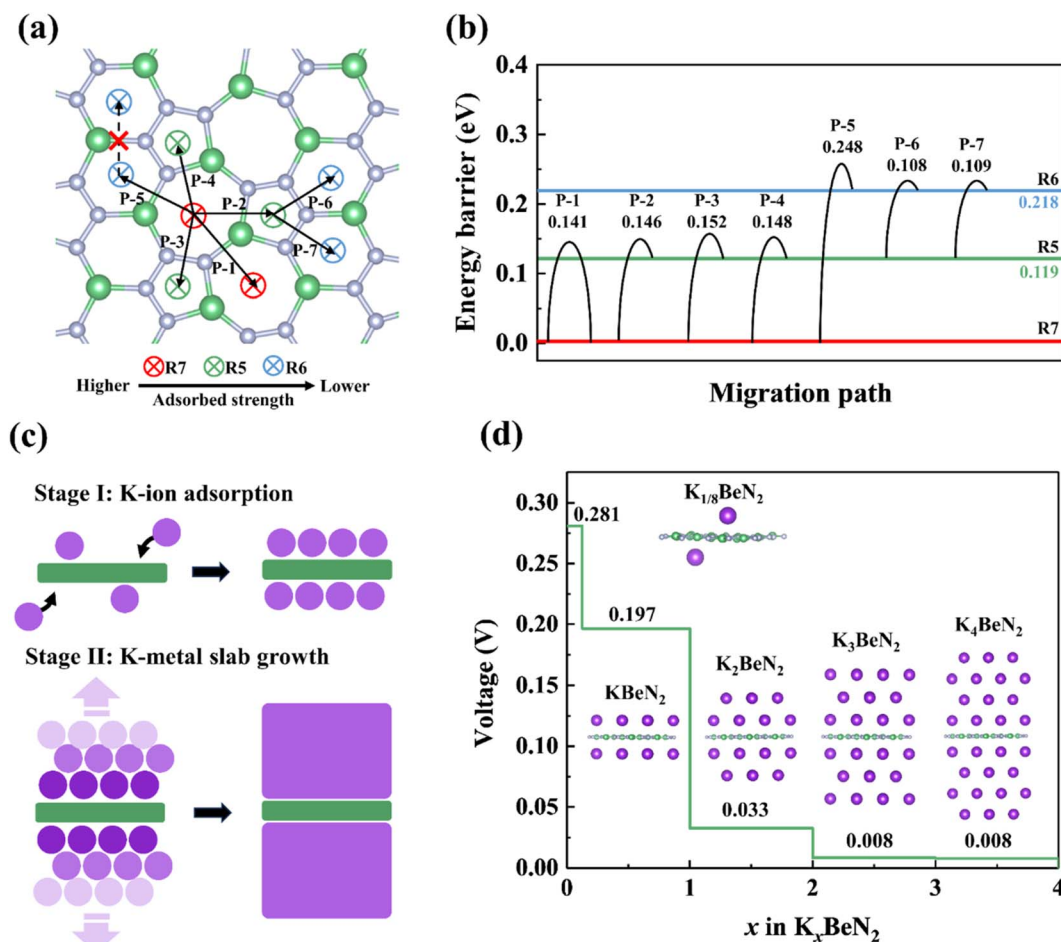 (a)
P-4
P-5
P-2
P-6
P-3
P-7
P-1
R7 R5 R6
Higher Lower
Adsorbed strength
(b)
Energy barrier (eV)
0.4
0.3
0.2
0.1
0.0
P-1
0.141
P-2
0.146
P-3
0.152
P-4
0.148
P-5
0.248
P-6
0.108
P-7
0.109
R6
0.218
R5
0.119
R7
Migration path
(c)
Stage I: K-ion adsorption
Stage II: K-metal slab growth
(d)
Voltage (V)
0.30
0.25
0.20
0.15
0.10
0.05
0.00
0.281
K₁/₈BeN₂
0.197
KBeN₂
K₂BeN₂
K₃BeN₂
K₄BeN₂
0.033
0.008
0.008
0 1 2 3 4
x in KₓBeN₂